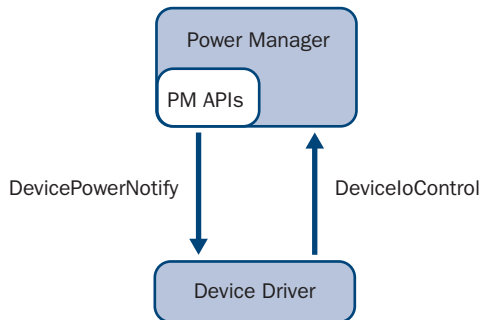 Power Manager
PM APIs
DevicePowerNotify
DeviceIoControl
Device Driver